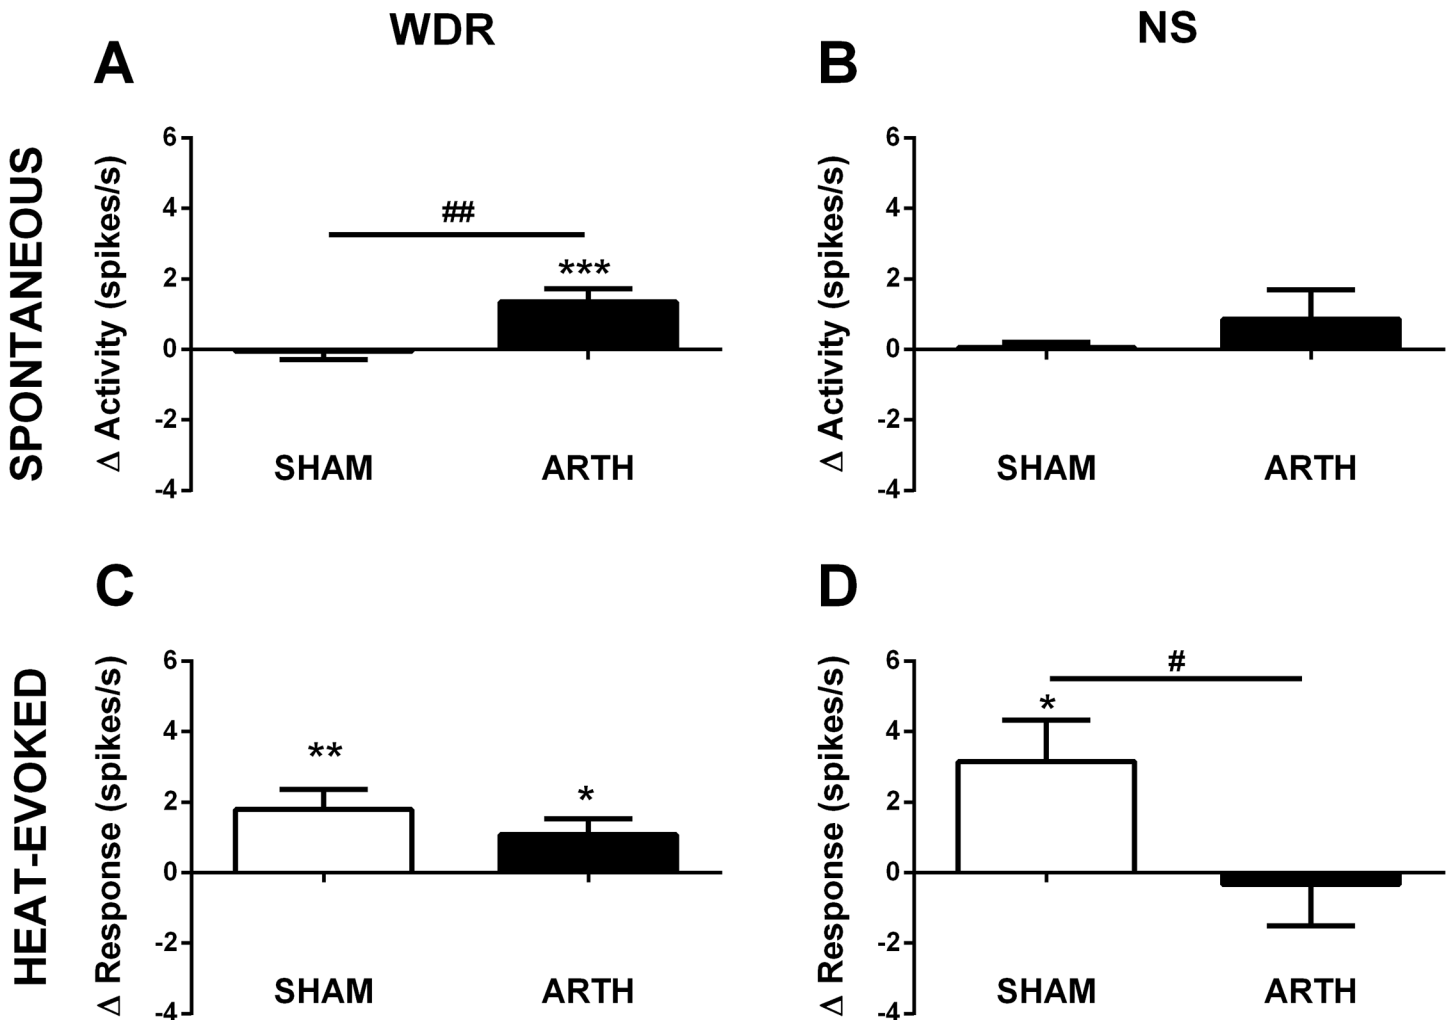 WDR
NS
A
B
SPONTANEOUS
Δ Activity (spikes/s)
6
4
2
0
-2
-4
##
***
SHAM
ARTH
Δ Activity (spikes/s)
6
4
2
0
-2
-4
SHAM
ARTH
C
D
HEAT-EVOKED
Δ Response (spikes/s)
6
4
2
0
-2
-4
**
*
SHAM
ARTH
Δ Response (spikes/s)
6
4
2
0
-2
-4
#
*
SHAM
ARTH